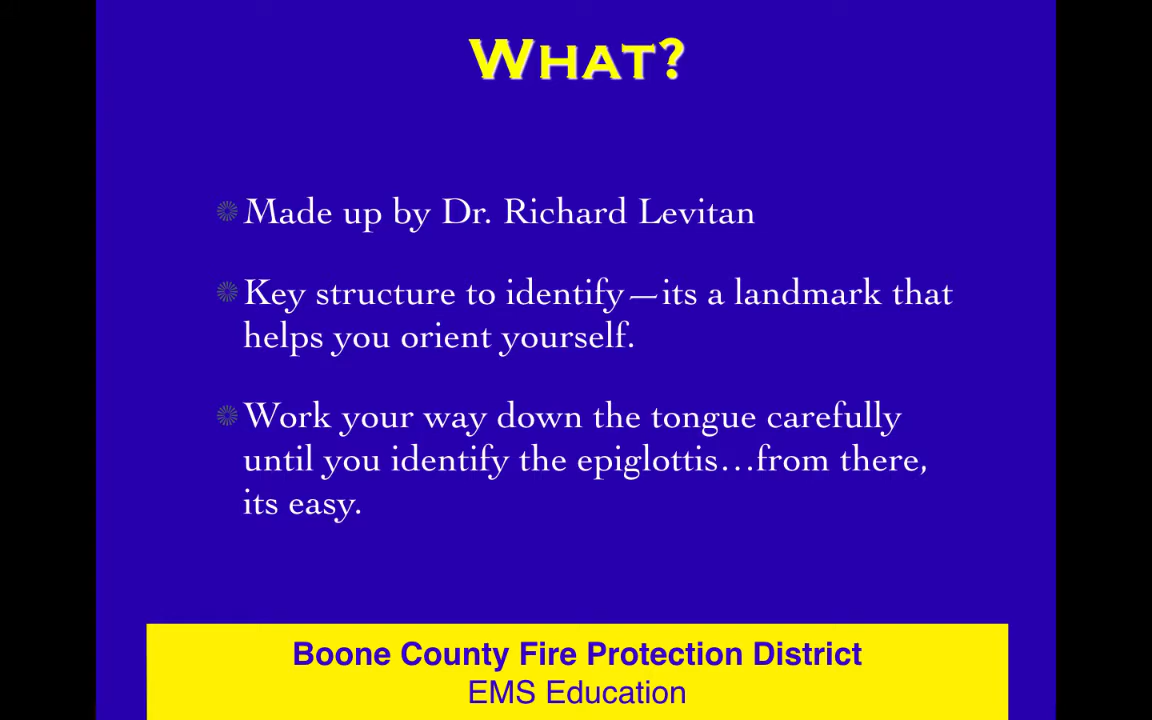 WHAT?
Made up by Dr. Richard Levitan
Key structure to identify—its a landmark that
helps you orient yourself.
Work your way down the tongue carefully
until you identify the epiglottis...from there,
its easy.
Boone County Fire Protection District
EMS Education